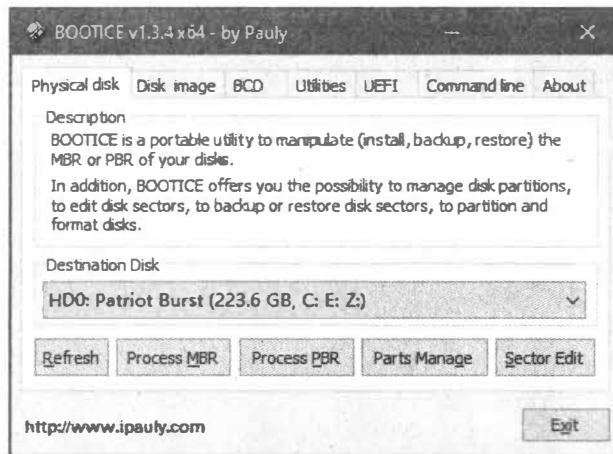 BOOTICE v1.3.4 x64 - by Pauly
Physical disk Disk image BCD Utilities UEFI Command line About
Description
BOOTICE is a portable utility to manipulate (install, backup, restore) the
MBR or PBR of your disks.
In addition, BOOTICE offers you the possibility to manage disk partitions,
to edit disk sectors, to backup or restore disk sectors, to partition and
format disks.
Destination Disk
HD0: Patriot Burst (223.6 GB, C: E: Z:)
Refresh Process MBR Process PBR Parts Manage Sector Edit
http://www.ipauly.com Exit